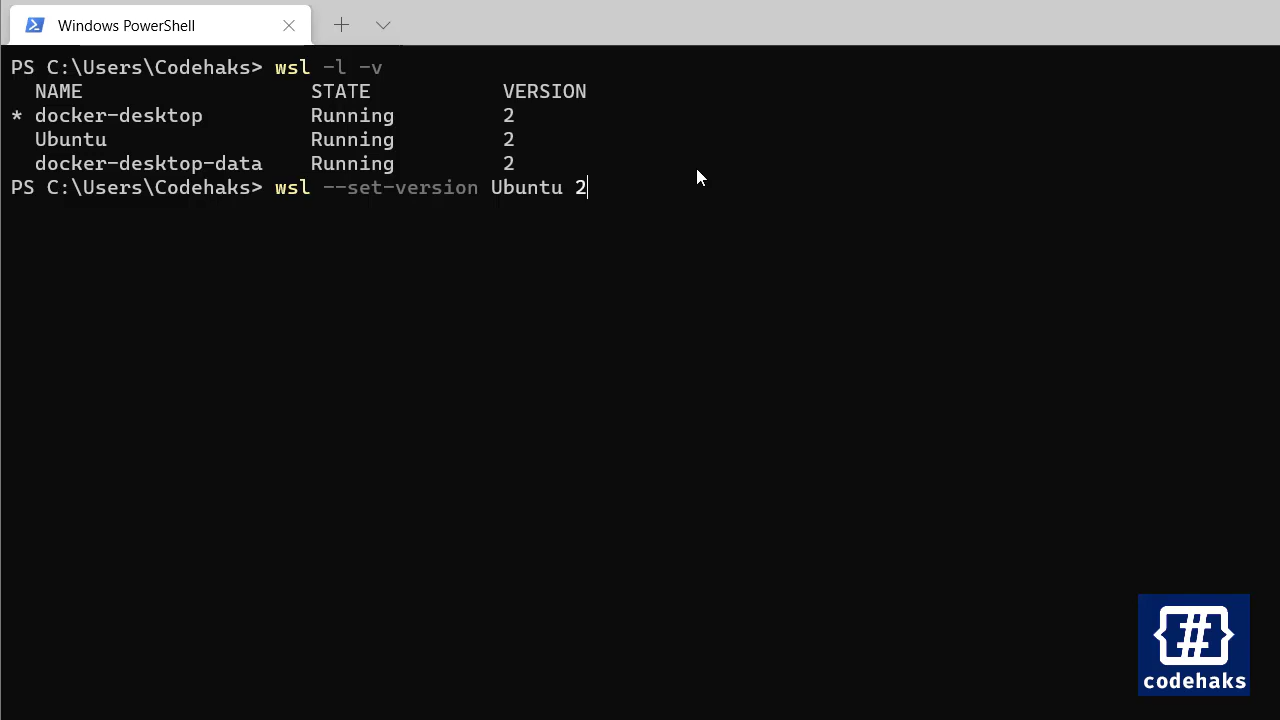 Windows PowerShell
PS C:\Users\Codehaks> wsl -l -v
NAME STATE VERSION
* docker-desktop Running 2
Ubuntu Running 2
docker-desktop-data Running 2
PS C:\Users\Codehaks> wsl --set-version Ubuntu 2
{#}
codehaks